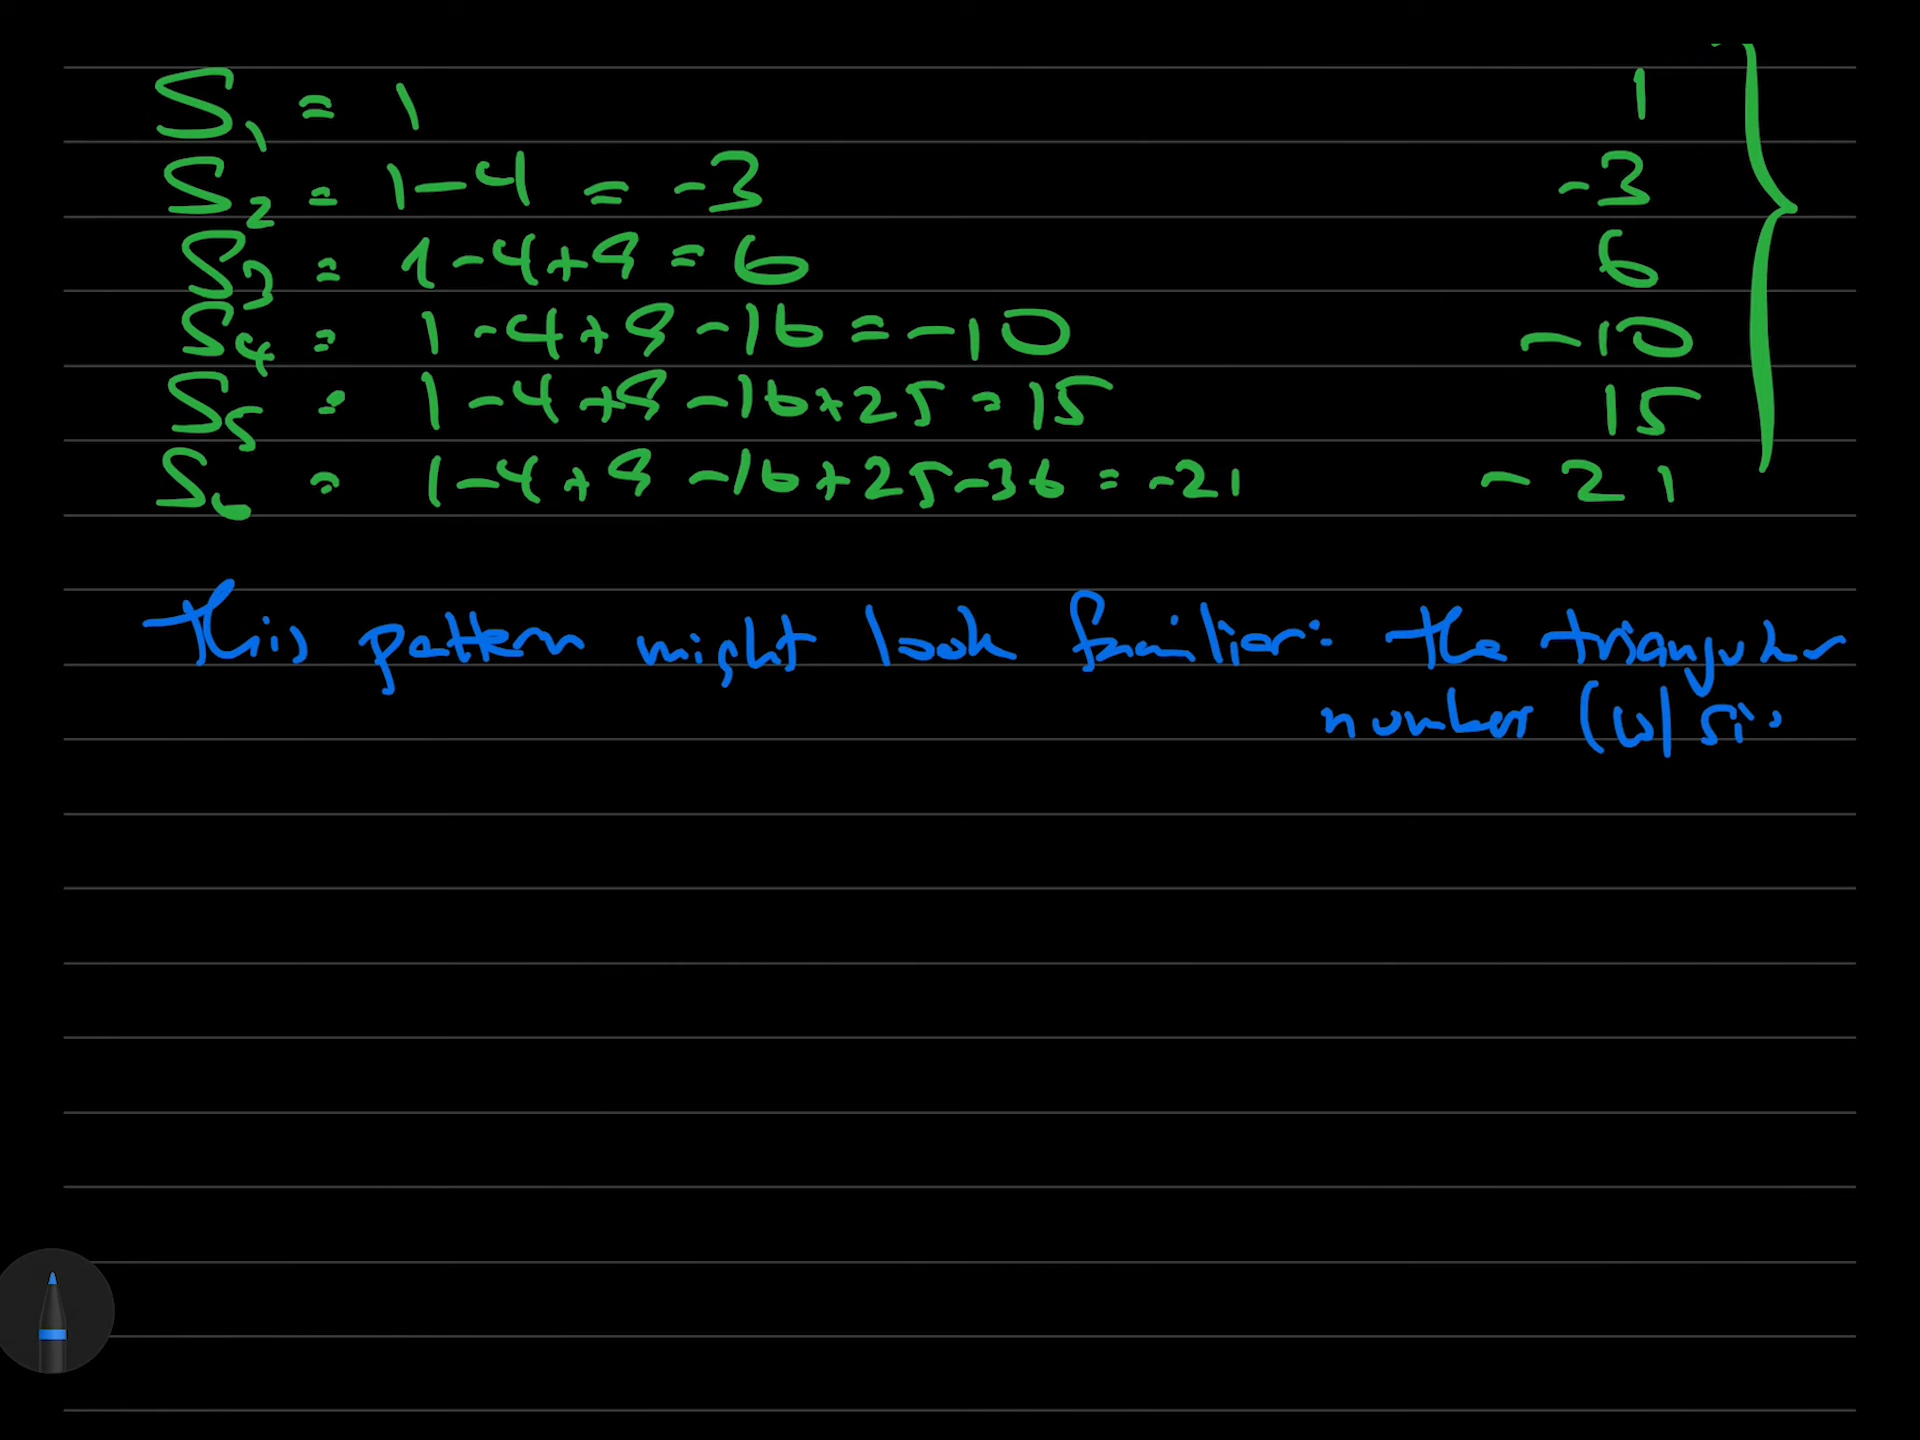 S₁ = 1 1
S₂ = 1-4 = -3 -3
S₃ = 1-4+9 = 6 6
S₄ = 1-4+9-16 = -10 -10
S₅ = 1-4+9-16+25 = 15 15
S₆ = 1-4+9-16+25-36 = -21 -21
This pattern might look familier: the triangular
number (w/ si